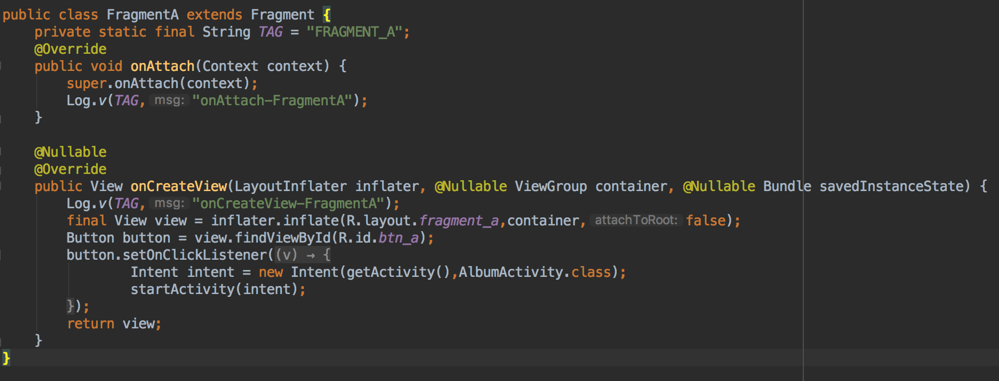 public class FragmentA extends Fragment {
    private static final String TAG = "FRAGMENT_A";
    @Override
    public void onAttach(Context context) {
        super.onAttach(context);
        Log.v(TAG, msg: "onAttach-FragmentA");
    }

    @Nullable
    @Override
    public View onCreateView(LayoutInflater inflater, @Nullable ViewGroup container, @Nullable Bundle savedInstanceState) {
        Log.v(TAG, msg: "onCreateView-FragmentA");
        final View view = inflater.inflate(R.layout.fragment_a,container, attachToRoot: false);
        Button button = view.findViewById(R.id.btn_a);
        button.setOnClickListener((v) → {
                Intent intent = new Intent(getActivity(),AlbumActivity.class);
                startActivity(intent);
        });
        return view;
    }
}